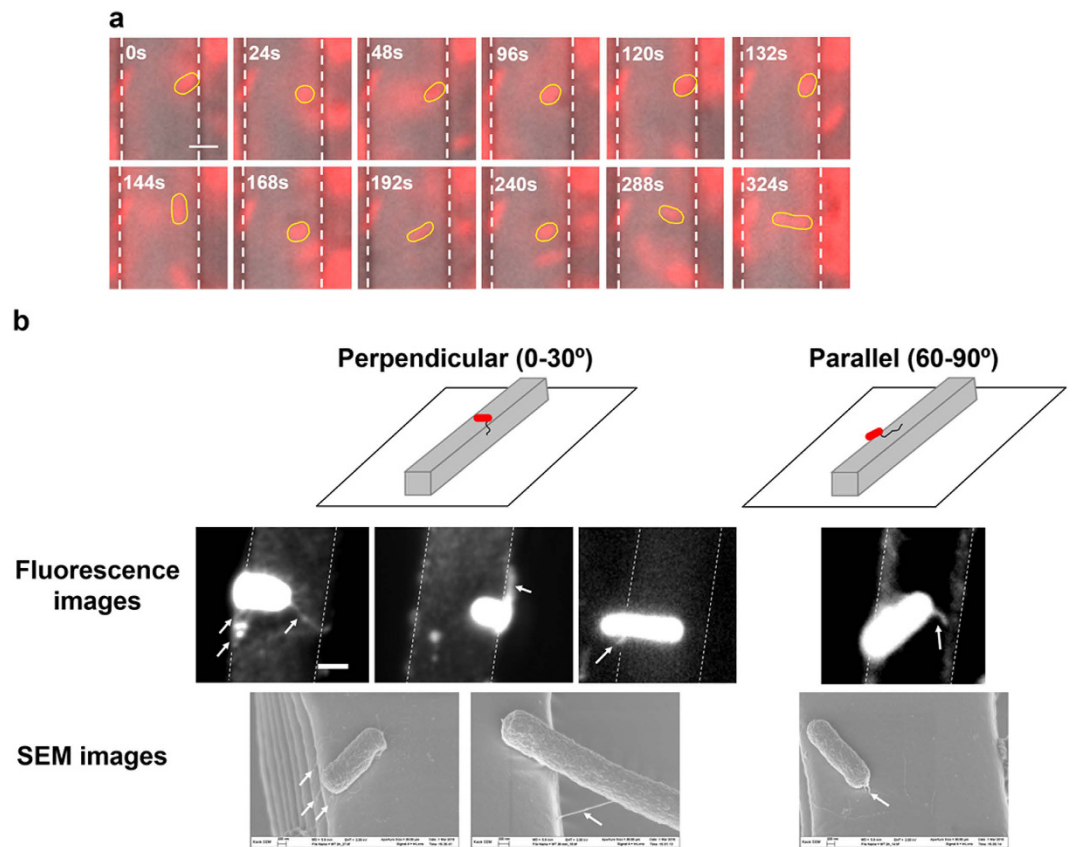 a
0s 24s 48s 96s 120s 132s
144s 168s 192s 240s 288s 324s
b
Perpendicular (0-30º) Parallel (60-90º)
Fluorescence
images
SEM images